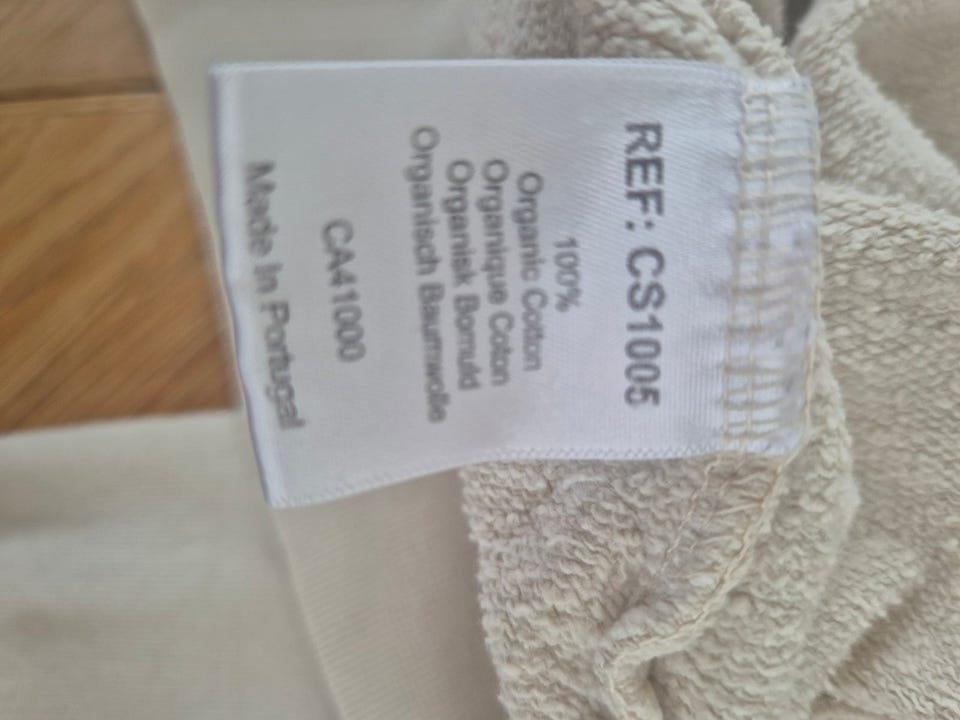 REF: CS1005
100%
Organic Cotton
Organique Coton
Organisk Bomuld
Organisch Baumwolle
CA41000
Made In Portugal